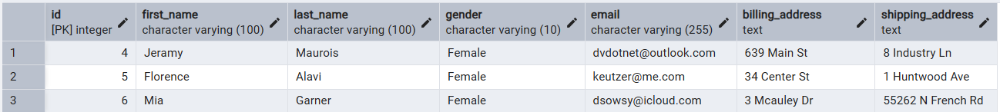 id first_name last_name gender email billing_address shipping_address
[PK] integer character varying (100) character varying (100) character varying (10) character varying (255) text text
1 4 Jeramy Maurois Female dvdotnet@outlook.com 639 Main St 8 Industry Ln
2 5 Florence Alavi Female keutzer@me.com 34 Center St 1 Huntwood Ave
3 6 Mia Garner Female dsowsy@icloud.com 3 Mcauley Dr 55262 N French Rd